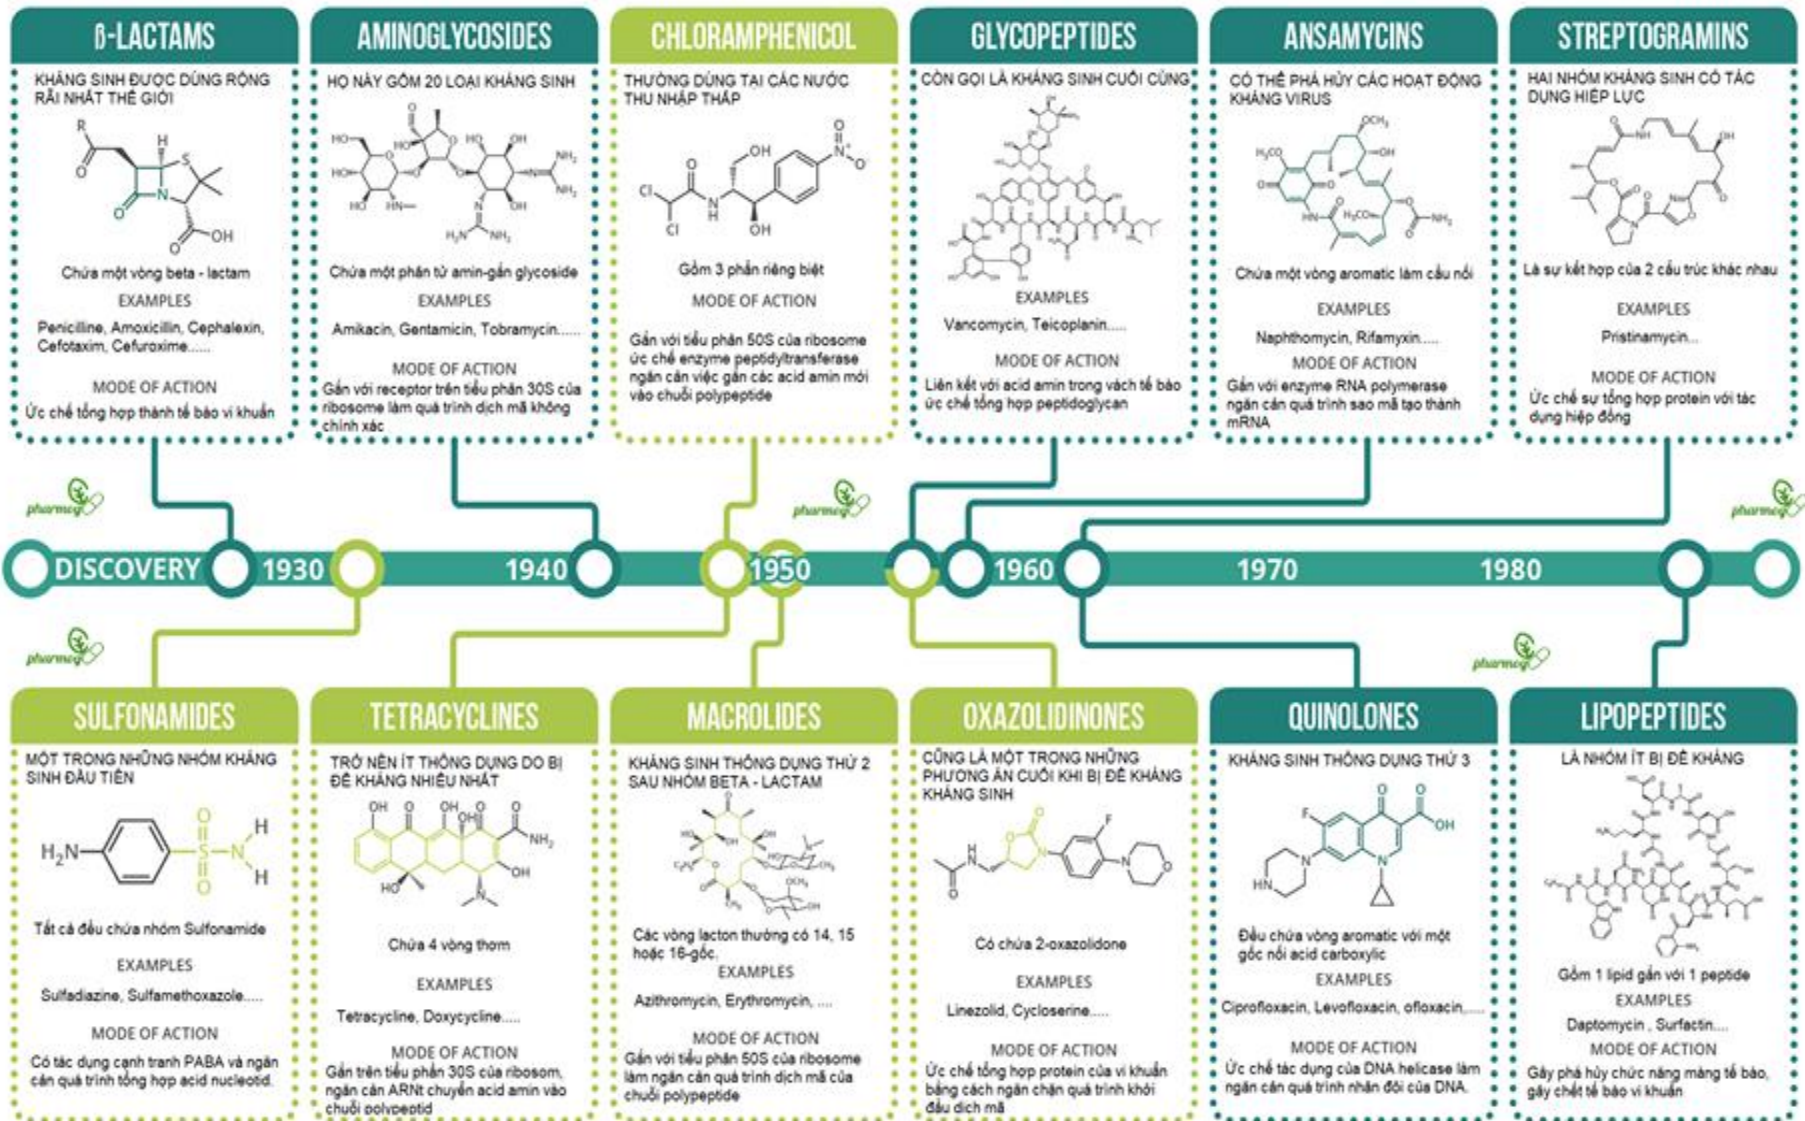 β-LACTAMS
KHÁNG SINH ĐƯỢC DÙNG RỘNG
RÃI NHẤT THẾ GIỚI
Chứa một vòng beta - lactam
EXAMPLES
Penicilline, Amoxicillin, Cephalexin,
Cefotaxim, Cefuroxime.....
MODE OF ACTION
Ức chế tổng hợp thành tế bào vi khuẩn
AMINOGLYCOSIDES
HỌ NÀY GỒM 20 LOẠI KHÁNG SINH
Chứa một phân tử amin-gắn glycoside
EXAMPLES
Amikacin, Gentamicin, Tobramycin.....
MODE OF ACTION
Gắn với receptor trên tiểu phân 30S của
ribosome làm quá trình dịch mã không
chính xác
CHLORAMPHENICOL
THƯỜNG DÙNG TẠI CÁC NƯỚC
THU NHẬP THẤP
Gồm 3 phần riêng biệt
MODE OF ACTION
Gắn với tiểu phân 50S của ribosome
ức chế enzyme peptidyltransferase
ngăn cản việc gắn các acid amin mới
vào chuỗi polypeptide
GLYCOPEPTIDES
CÒN GỌI LÀ KHÁNG SINH CUỐI CÙNG
EXAMPLES
Vancomycin, Teicoplanin.....
MODE OF ACTION
Liên kết với acid amin trong vách tế bào
ức chế tổng hợp peptidoglycan
ANSAMYCINS
CÓ THỂ PHÁ HỦY CÁC HOẠT ĐỘNG
KHÁNG VIRUS
Chứa một vòng aromatic làm cầu nối
EXAMPLES
Naphthomycin, Rifamyxin.....
MODE OF ACTION
Gắn với enzyme RNA polymerase
ngăn cản quá trình sao mã tạo thành
mRNA
STREPTOGRAMINS
HAI NHÓM KHÁNG SINH CÓ TÁC
DỤNG HIỆP LỰC
Là sự kết hợp của 2 cấu trúc khác nhau
EXAMPLES
Pristinamycin...
MODE OF ACTION
Ức chế sự tổng hợp protein với tác
dụng hiệp đồng
pharmog
pharmog
pharmog
DISCOVERY 1930 1940 1950 1960 1970 1980
pharmog
pharmog
SULFONAMIDES
MỘT TRONG NHỮNG NHÓM KHÁNG
SINH ĐẦU TIÊN
Tất cả đều chứa nhóm Sulfonamide
EXAMPLES
Sulfadiazine, Sulfamethoxazole.....
MODE OF ACTION
Có tác dụng cạnh tranh PABA và ngăn
cản quá trình tổng hợp acid nucleotid.
TETRACYCLINES
TRỞ NÊN ÍT THÔNG DỤNG DO BỊ
ĐỀ KHÁNG NHIỀU NHẤT
Chứa 4 vòng thơm
EXAMPLES
Tetracycline, Doxycycline.....
MODE OF ACTION
Gắn trên tiểu phân 30S của ribosom,
ngăn cản ARNt chuyển acid amin vào
chuỗi polypeptid
MACROLIDES
KHÁNG SINH THÔNG DỤNG THỨ 2
SAU NHÓM BETA - LACTAM
Các vòng lacton thường có 14, 15
hoặc 16-gốc.
EXAMPLES
Azithromycin, Erythromycin, ....
MODE OF ACTION
Gắn với tiểu phân 50S của ribosome
làm ngăn cản quá trình dịch mã của
chuỗi polypeptide
OXAZOLIDINONES
CŨNG LÀ MỘT TRONG NHỮNG
PHƯƠNG ÁN CUỐI KHI BỊ ĐỀ KHÁNG
KHÁNG SINH
Có chứa 2-oxazolidone
EXAMPLES
Linezolid, Cycloserine.....
MODE OF ACTION
Ức chế tổng hợp protein của vi khuẩn
bằng cách ngăn chặn quá trình khởi
đầu dịch mã
QUINOLONES
KHÁNG SINH THÔNG DỤNG THỨ 3
Đều chứa vòng aromatic với một
gốc nối acid carboxylic
EXAMPLES
Ciprofloxacin, Levofloxacin, ofloxacin,.....
MODE OF ACTION
Ức chế tác dụng của DNA helicase làm
ngăn cản quá trình nhân đôi của DNA.
LIPOPEPTIDES
LÀ NHÓM ÍT BỊ ĐỀ KHÁNG
Gồm 1 lipid gắn với 1 peptide
EXAMPLES
Daptomycin , Surfactin....
MODE OF ACTION
Gây phá hủy chức năng màng tế bào,
gây chết tế bào vi khuẩn